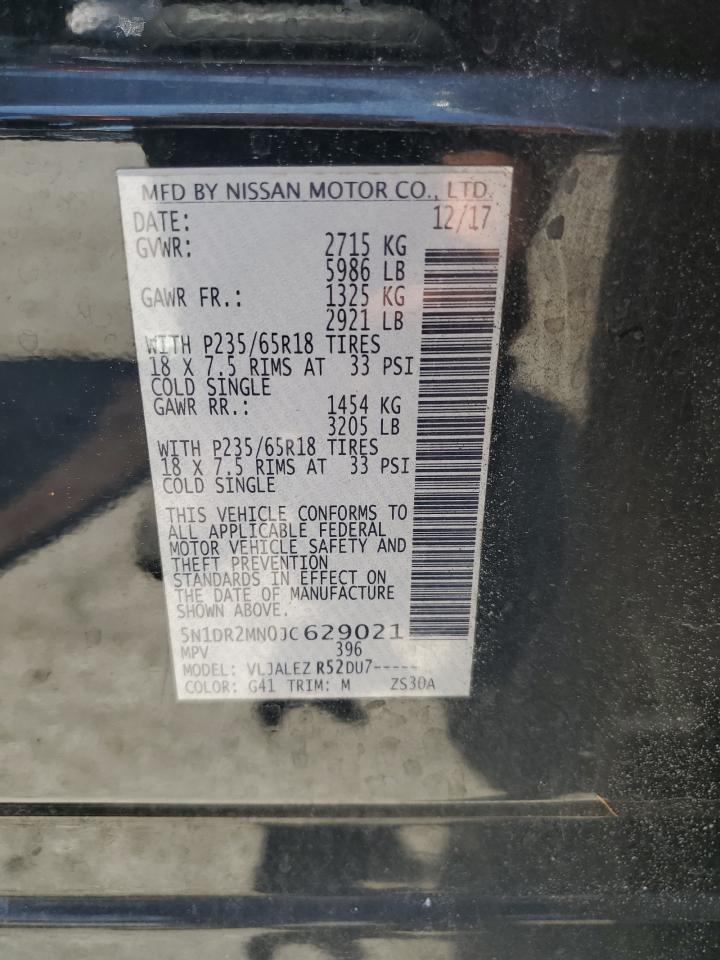 MFD BY NISSAN MOTOR CO., LTD.
DATE: 12/17
GVWR: 2715 KG
5986 LB
GAWR FR.: 1325 KG
2921 LB
WITH P235/65R18 TIRES
18 X 7.5 RIMS AT 33 PSI
COLD SINGLE
GAWR RR.: 1454 KG
3205 LB
WITH P235/65R18 TIRES
18 X 7.5 RIMS AT 33 PSI
COLD SINGLE
THIS VEHICLE CONFORMS TO
ALL APPLICABLE FEDERAL
MOTOR VEHICLE SAFETY AND
THEFT PREVENTION
STANDARDS IN EFFECT ON
THE DATE OF MANUFACTURE
SHOWN ABOVE.
5N1DR2MN0JC629021
MPV 396
MODEL: VLJALEZ R52DU7-----
COLOR: G41 TRIM: M ZS30A